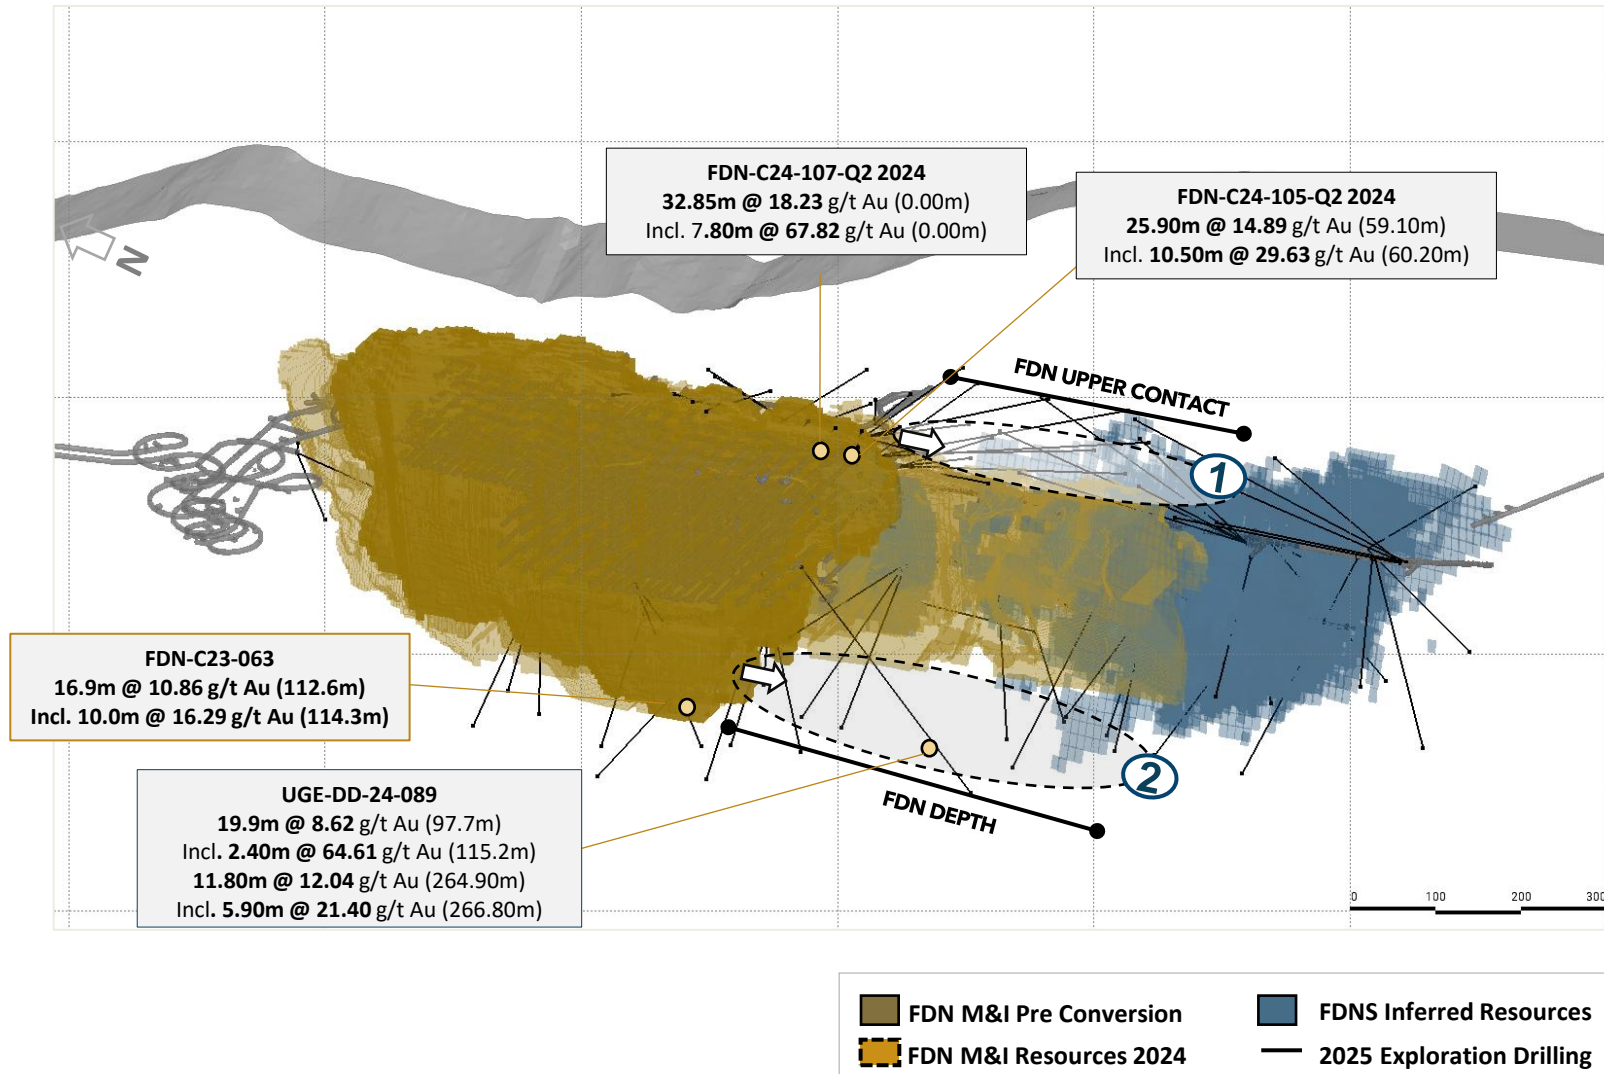 FDN-C24-107-Q2 2024
32.85m @ 18.23 g/t Au (0.00m)
Incl. 7.80m @ 67.82 g/t Au (0.00m)
FDN-C24-105-Q2 2024
25.90m @ 14.89 g/t Au (59.10m)
Incl. 10.50m @ 29.63 g/t Au (60.20m)
N
FDN UPPER CONTACT
1
FDN-C23-063
16.9m @ 10.86 g/t Au (112.6m)
Incl. 10.0m @ 16.29 g/t Au (114.3m)
2
FDN DEPTH
UGE-DD-24-089
19.9m @ 8.62 g/t Au (97.7m)
Incl. 2.40m @ 64.61 g/t Au (115.2m)
11.80m @ 12.04 g/t Au (264.90m)
Incl. 5.90m @ 21.40 g/t Au (266.80m)
0 100 200 300
FDN M&I Pre Conversion
FDNS Inferred Resources
FDN M&I Resources 2024
2025 Exploration Drilling